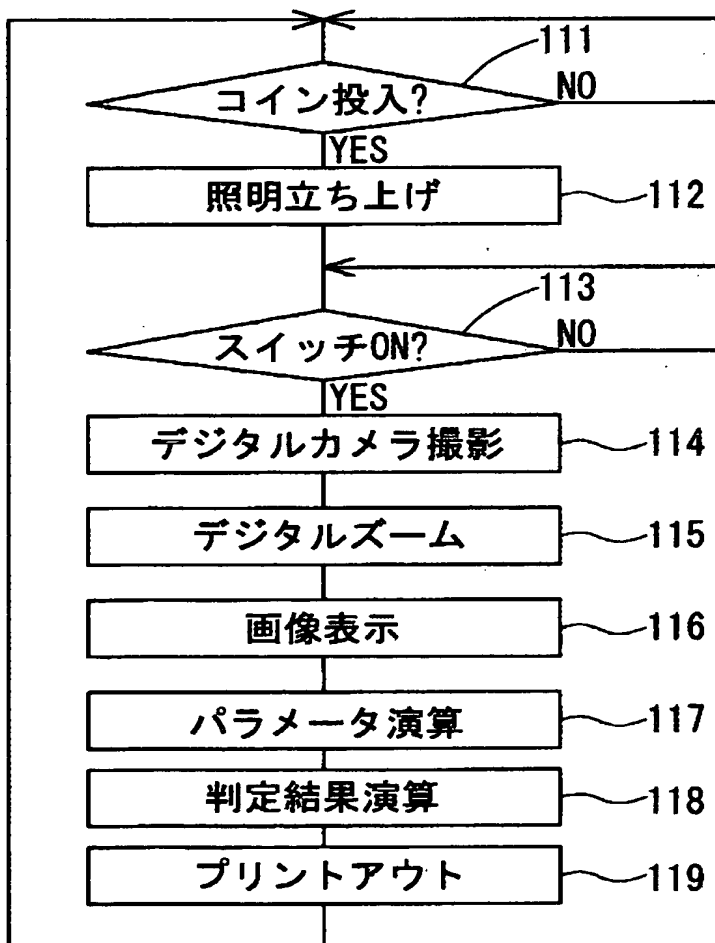 111
コイン投入?
NO
YES
照明立ち上げ
112
113
スイッチON?
NO
YES
デジタルカメラ撮影
114
デジタルズーム
115
画像表示
116
パラメータ演算
117
判定結果演算
118
プリントアウト
119